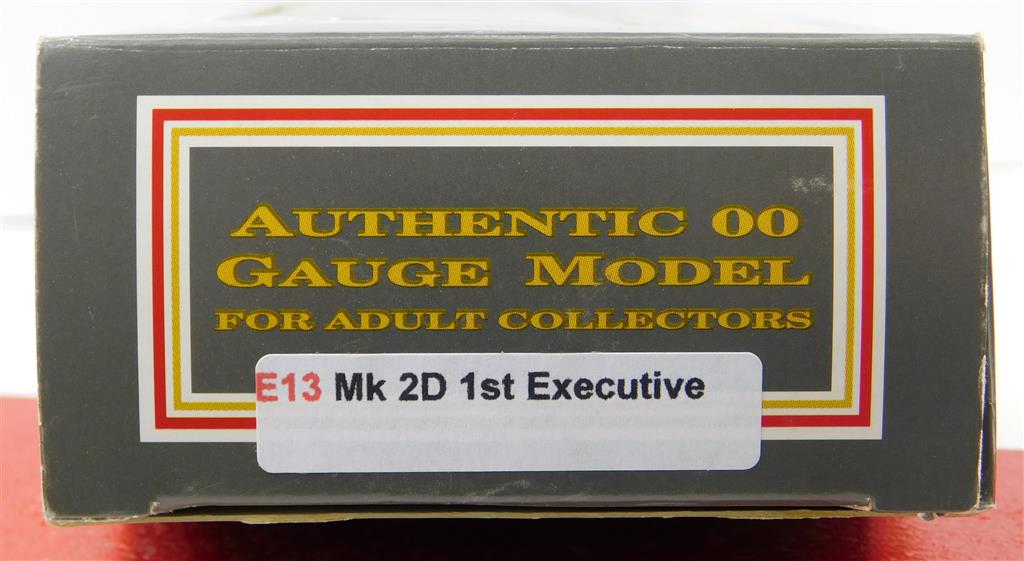 AUTHENTIC 00
GAUGE MODEL
FOR ADULT COLLECTORS
E13 Mk 2D 1st Executive